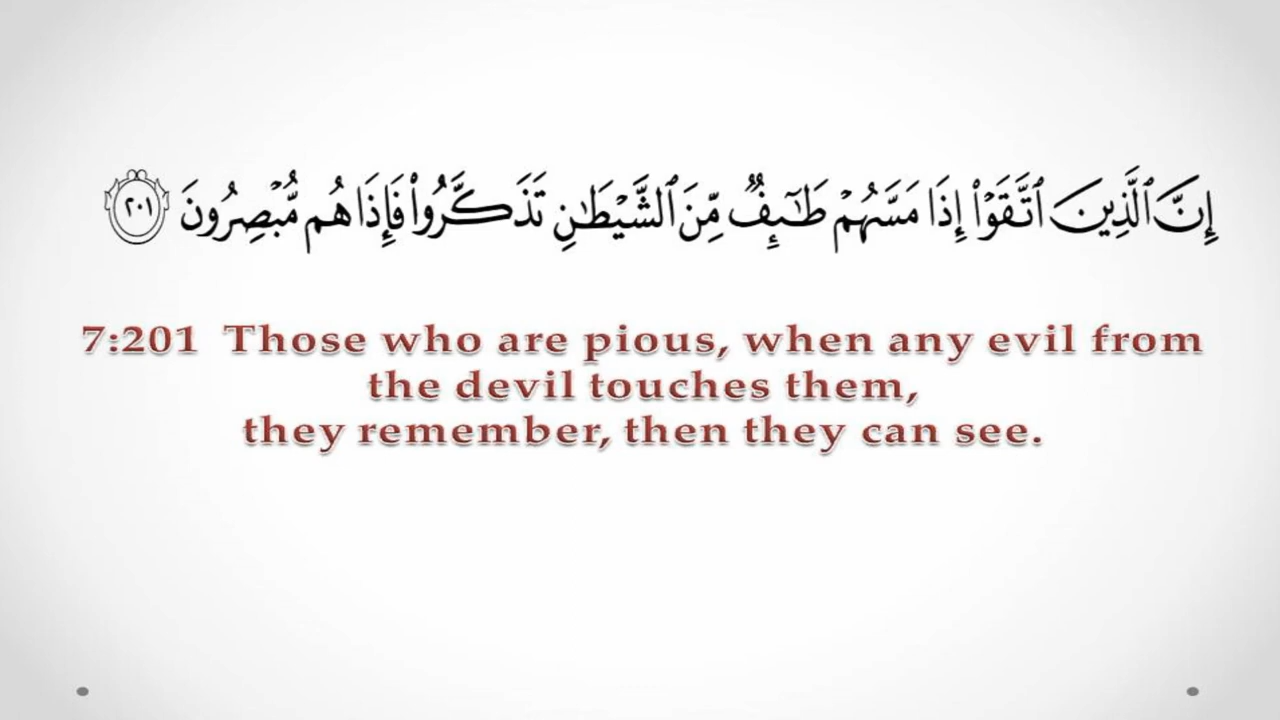 إِنَّ ٱلَّذِينَ ٱتَّقَوْا۟ إِذَا مَسَّهُمْ طَـٰٓئِفٌ مِّنَ ٱلشَّيْطَـٰنِ تَذَكَّرُوا۟ فَإِذَا هُم مُّبْصِرُونَ ٢٠١
7:201 Those who are pious, when any evil from
the devil touches them,
they remember, then they can see.